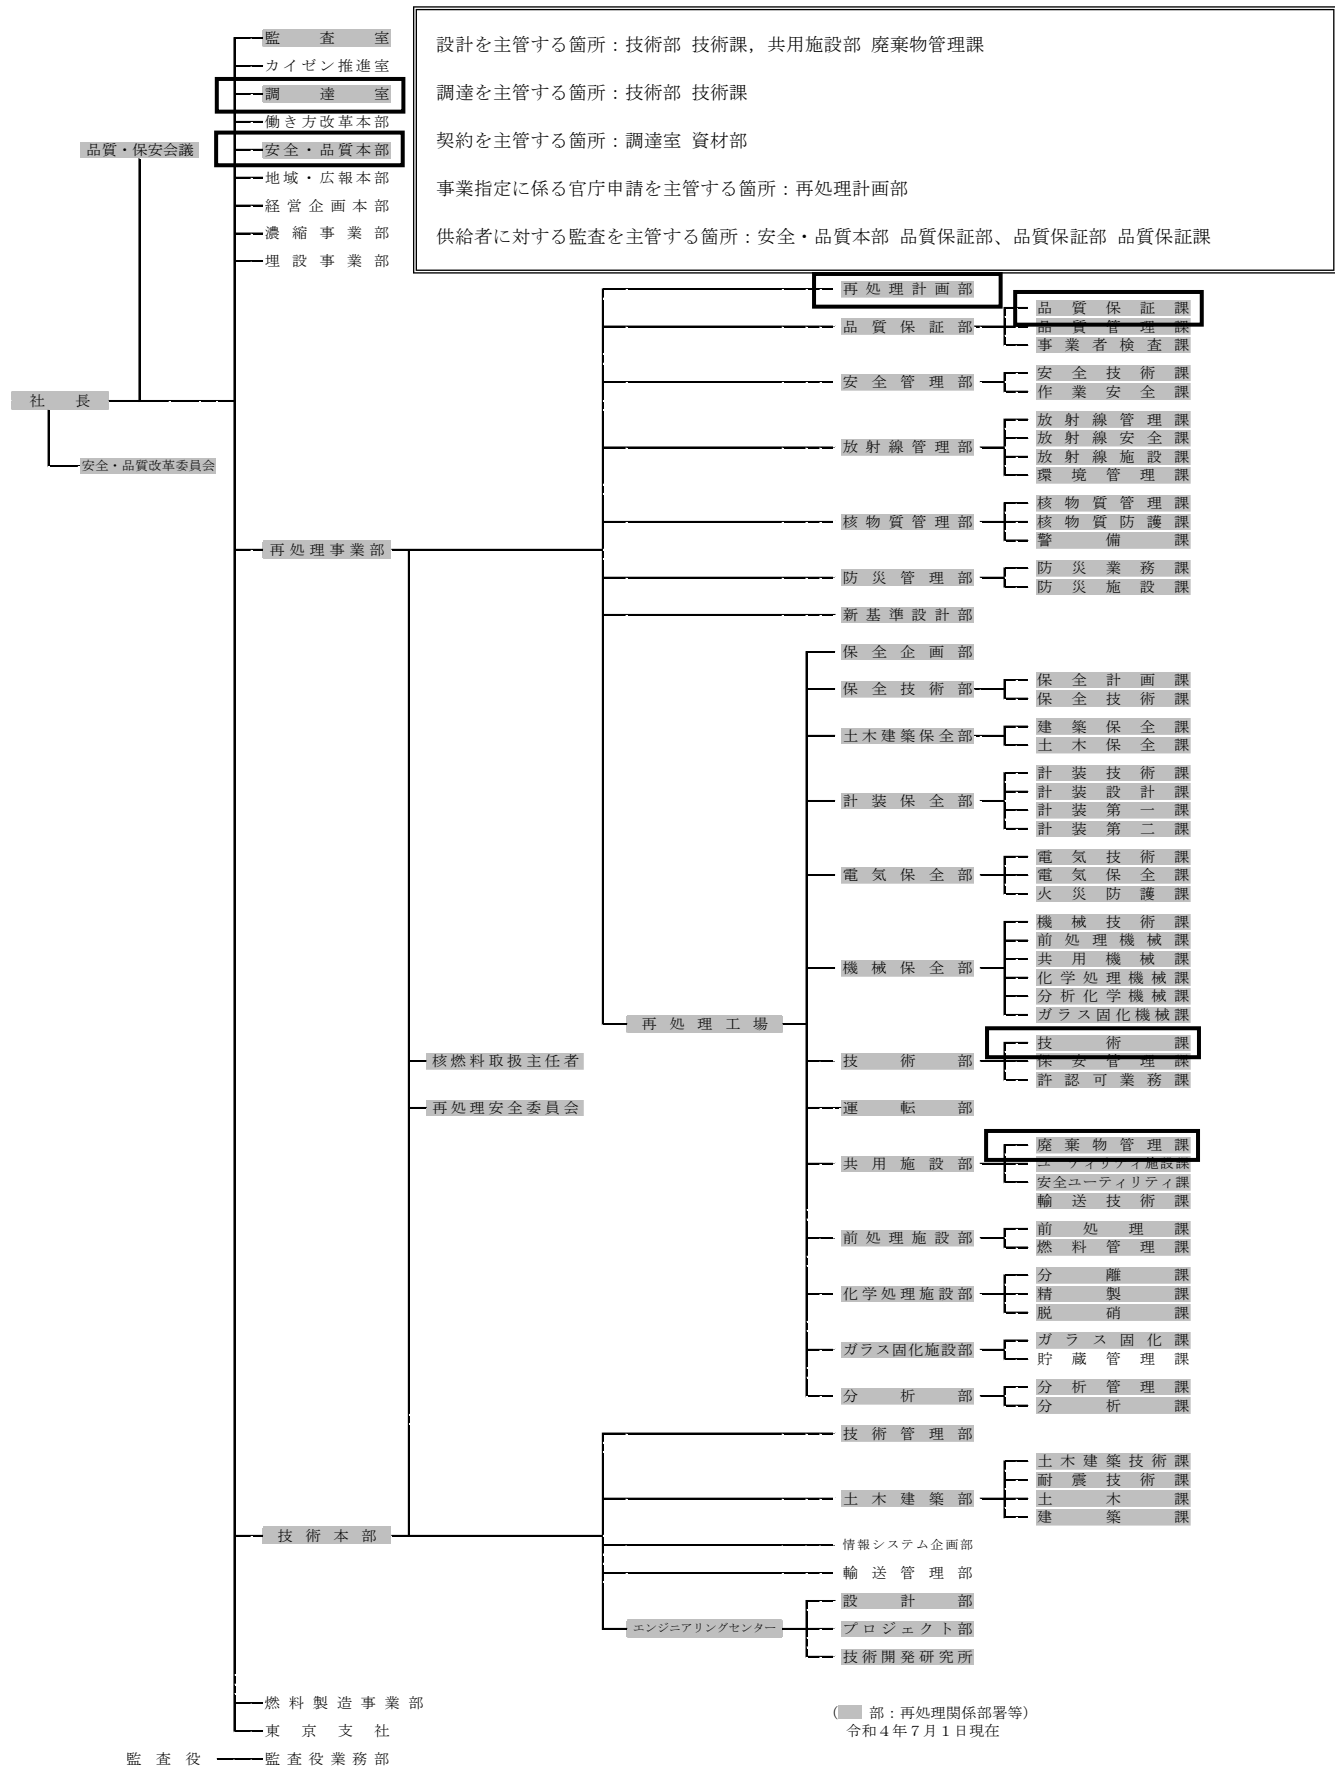 設計を主管する箇所：技術部 技術課，共用施設部 廃棄物管理課
調達を主管する箇所：技術部 技術課
契約を主管する箇所：調達室 資材部
事業指定に係る官庁申請を主管する箇所：再処理計画部
供給者に対する監査を主管する箇所：安全・品質本部 品質保証部、品質保証部 品質保証課
監査室
カイゼン推進室
調達室
働き方改革本部
品質・保安会議
安全・品質本部
地域・広報本部
経営企画本部
濃縮事業部
埋設事業部
社長
安全・品質改革委員会
再処理事業部
再処理計画部
品質保証部
品質保証課
品質管理課
事業者検査課
安全管理部
安全技術課
作業安全課
放射線管理部
放射線管理課
放射線安全課
放射線施設課
環境管理課
核物質管理部
核物質管理課
核物質防護課
警備課
防災管理部
防災業務課
防災施設課
新基準設計部
再処理工場
保全企画部
保全技術部
保全計画課
保全技術課
土木建築保全部
建築保全課
土木保全課
計装保全部
計装技術課
計装設計課
計装第一課
計装第二課
電気保全部
電気技術課
電気保全課
火災防護課
機械保全部
機械技術課
前処理機械課
共用機械課
化学処理機械課
分析化学機械課
ガラス固化機械課
技術部
技術課
保安管理課
許認可業務課
運転部
共用施設部
廃棄物管理課
ユーティリティ施設課
安全ユーティリティ課
輸送技術課
前処理施設部
前処理課
燃料管理課
化学処理施設部
分離課
精製課
脱硝課
ガラス固化施設部
ガラス固化課
貯蔵管理課
分析部
分析管理課
分析課
核燃料取扱主任者
再処理安全委員会
技術本部
技術管理部
土木建築部
土木建築技術課
耐震技術課
土木課
建築課
情報システム企画部
輸送管理部
エンジニアリングセンター
設計部
プロジェクト部
技術開発研究所
燃料製造事業部
東京支社
監査役
監査役業務部
（ 部：再処理関係部署等）
令和４年７月１日現在